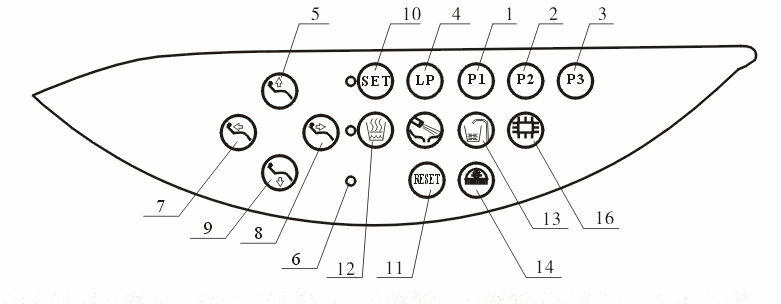 5 10 4 1 2 3
SET LP P1 P2 P3
RESET
7 9 8 6 12 11 14 13 16